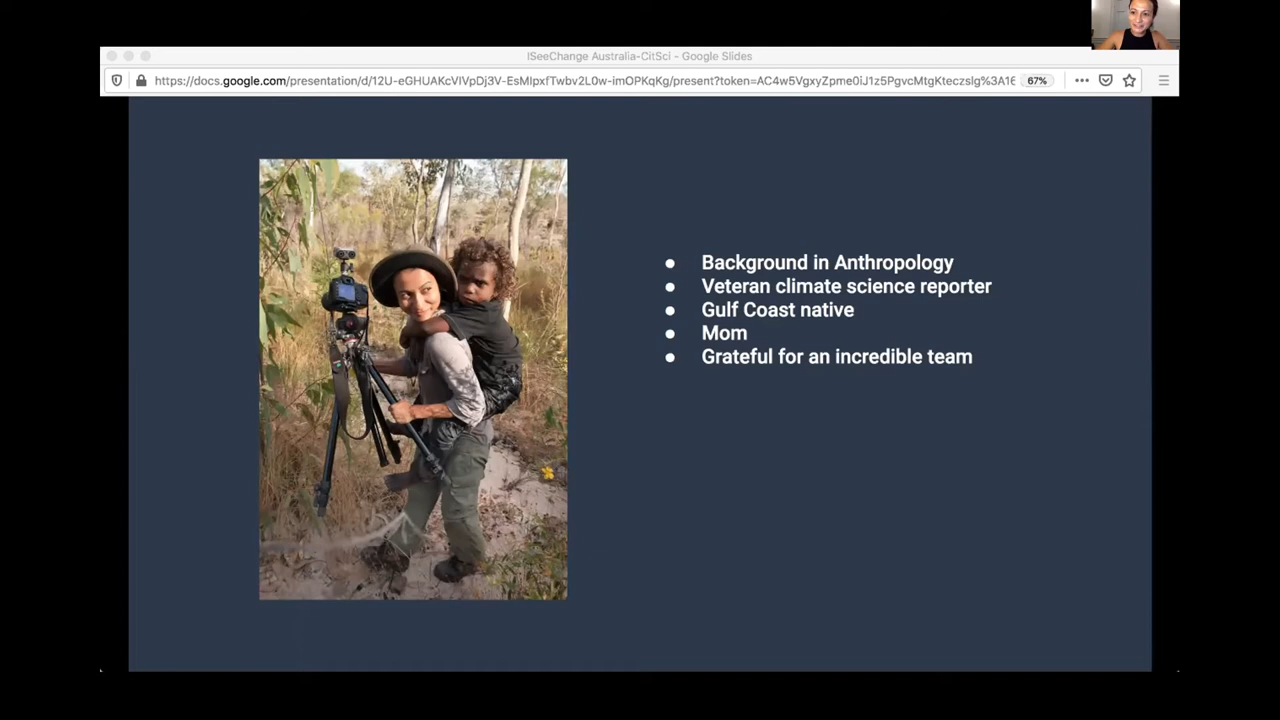 ISeeChange Australia-CitSci - Google Slides
https://docs.google.com/presentation/d/12U-eGHUAKcVIVpDj3V-EsMIpxfTwbv2L0w-imOPKqKg/present?token=AC4w5VgxyZpme0iJ1z5PgvcMtgKteczslg%3A16
67%
● Background in Anthropology
● Veteran climate science reporter
● Gulf Coast native
● Mom
● Grateful for an incredible team